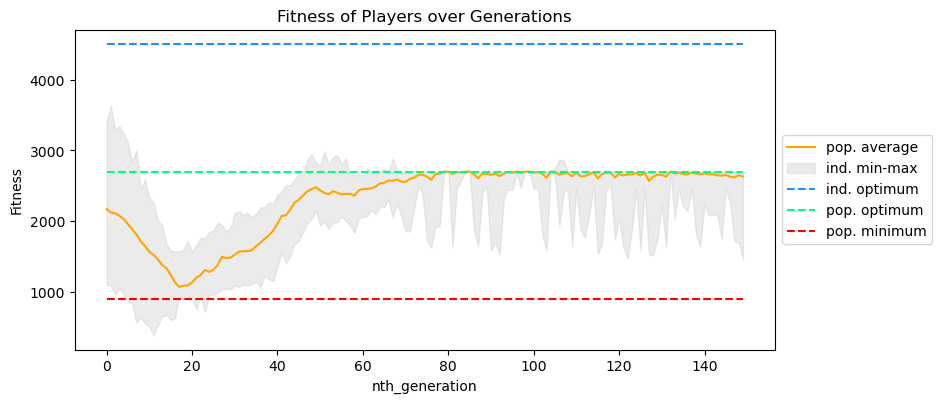 Fitness of Players over Generations
Fitness
4000
3000
2000
1000
0
20
40
60
80
100
120
140
nth_generation
pop. average
ind. min-max
ind. optimum
pop. optimum
pop. minimum